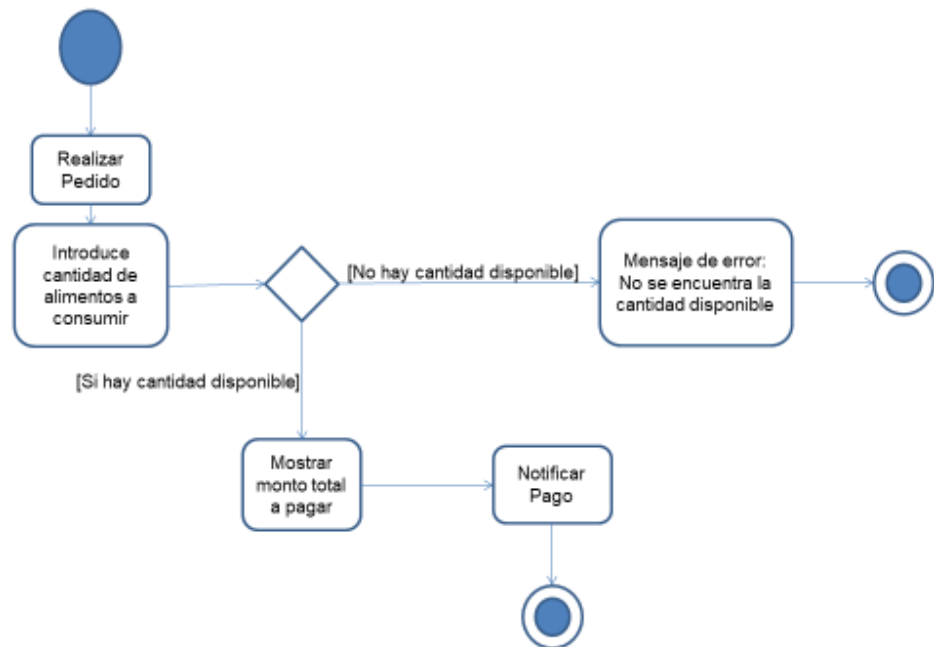 Realizar
Pedido
Introduce
cantidad de
alimentos a
consumir
[No hay cantidad disponible]
Mensaje de error:
No se encuentra la
cantidad disponible
[Si hay cantidad disponible]
Mostrar
monto total
a pagar
Notificar
Pago